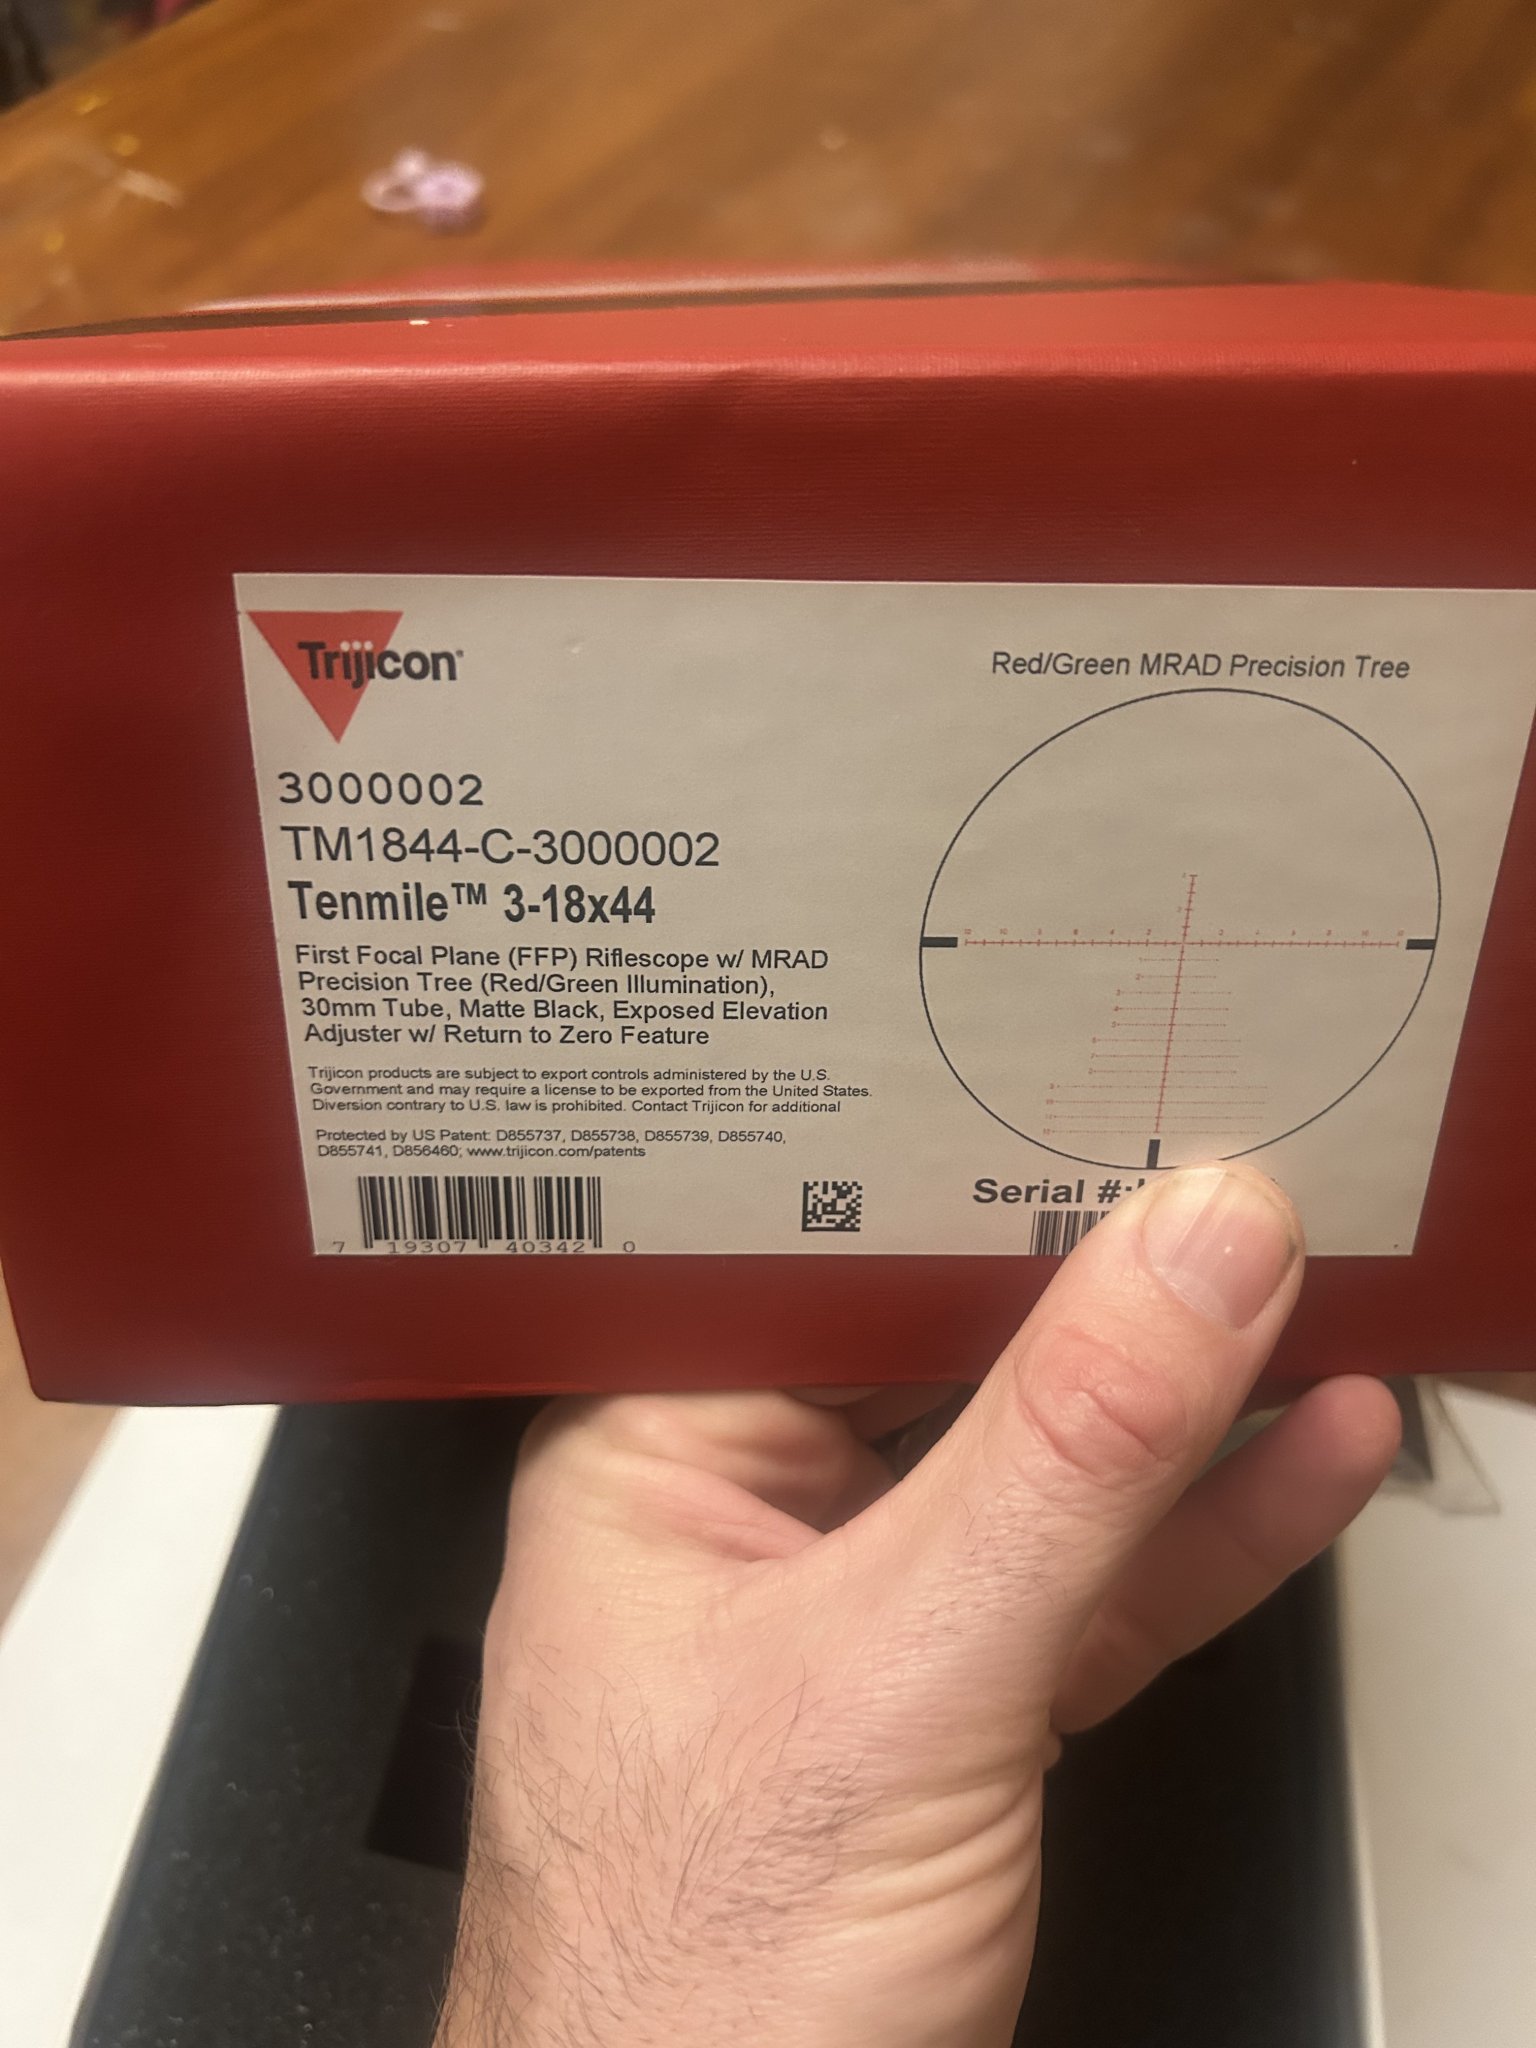 Trijicon®
3000002
TM1844-C-3000002
Tenmile™ 3-18x44
First Focal Plane (FFP) Riflescope w/ MRAD
Precision Tree (Red/Green Illumination),
30mm Tube, Matte Black, Exposed Elevation
Adjuster w/ Return to Zero Feature
Trijicon products are subject to export controls administered by the U.S.
Government and may require a license to be exported from the United States.
Diversion contrary to U.S. law is prohibited. Contact Trijicon for additional
Protected by US Patent: D855737, D855738, D855739, D855740,
D855741, D856460; www.trijicon.com/patents
7 19307 40342 0
Red/Green MRAD Precision Tree
Serial #: